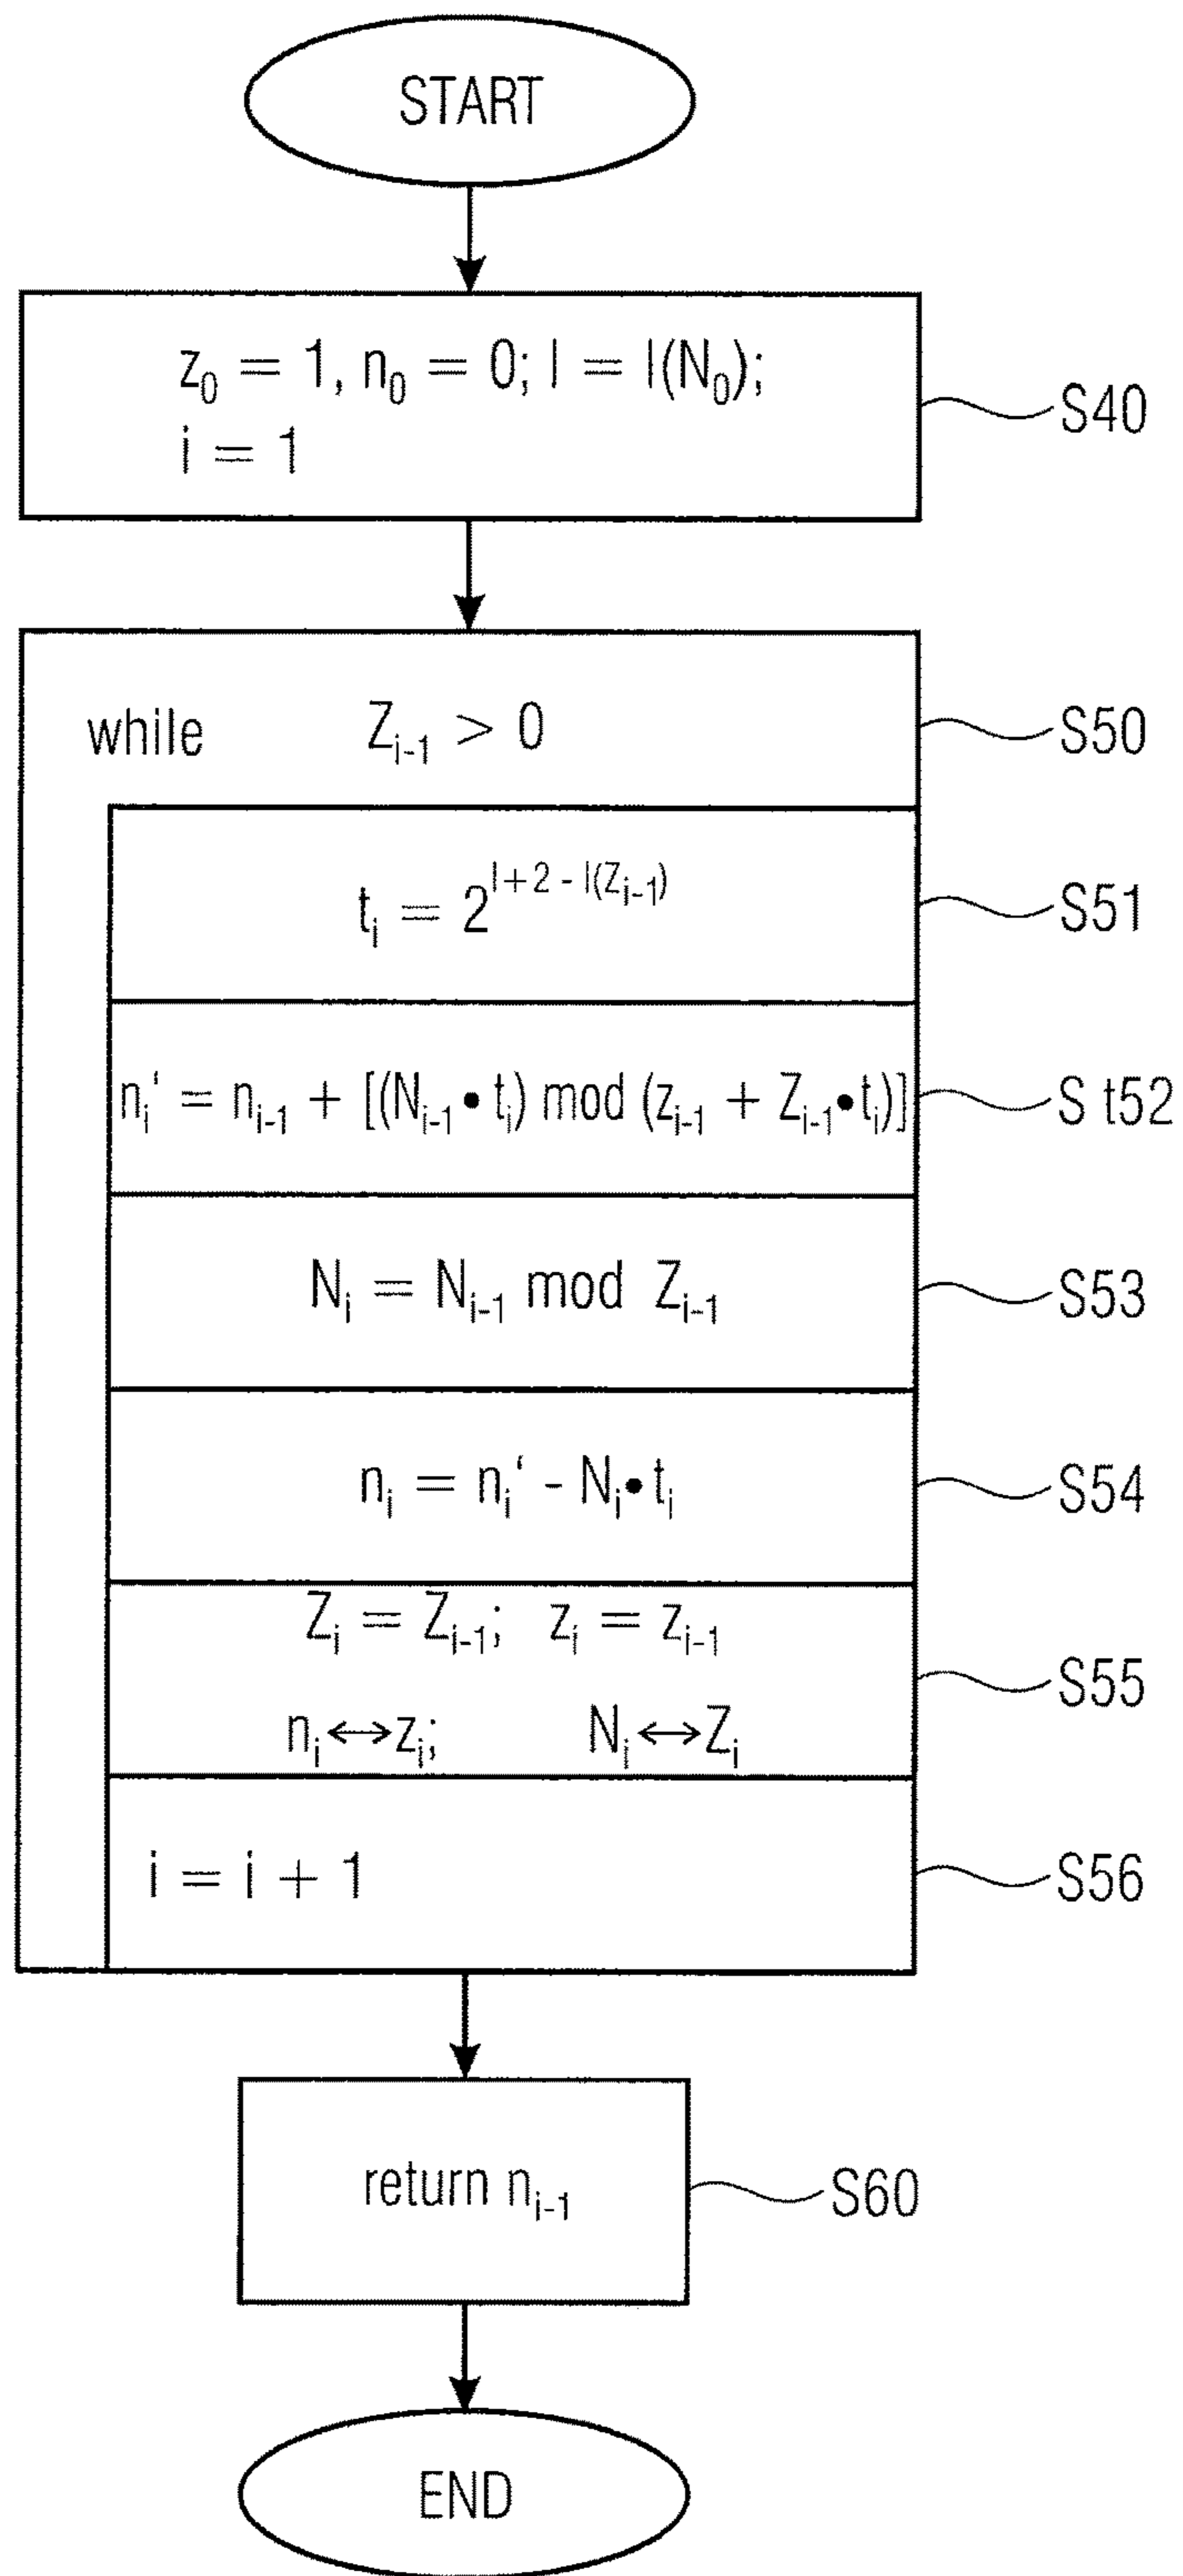 START
z₀ = 1, n₀ = 0; l = l(N₀);
i = 1
S40
while Zᵢ₋₁ > 0
S50
tᵢ = 2^(l+2 - l(Zᵢ₋₁))
S51
nᵢ‘ = nᵢ₋₁ + [(Nᵢ₋₁ • tᵢ) mod (zᵢ₋₁ + Zᵢ₋₁ • tᵢ)]
S t52
Nᵢ = Nᵢ₋₁ mod Zᵢ₋₁
S53
nᵢ = nᵢ‘ - Nᵢ • tᵢ
S54
Zᵢ = Zᵢ₋₁; zᵢ = zᵢ₋₁
nᵢ ↔ zᵢ; Nᵢ ↔ Zᵢ
S55
i = i + 1
S56
return nᵢ₋₁
S60
END